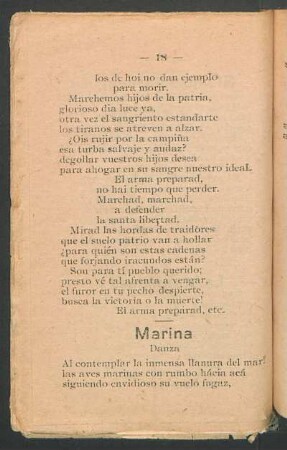 — 18 —
los de hoi no dan ejemplo
para morir.
Marchemos hijos de la patria,
glorioso dia luce ya,
otra vez el sangriento estandarte
los tiranos se atreven a alzar.
¿Ois rujir por la campiña
esa turba salvaje y audaz?
degollar vuestros hijos desea
para ahogar en su sangre nuestro ideal.
El arma preparad,
no hai tiempo que perder.
Marchad, marchad,
a defender
la santa libertad.
Mirad las hordas de traidores
que el suelo patrio van a hollar
¿para quién son estas cadenas
que forjando iracundos están?
Son para tí pueblo querido;
presto vé tal afrenta a vengar,
el furor en tu pecho despierte,
busca la victoria o la muerte!
El arma preparad, etc.
Marina
Danza
Al contemplar la inmensa llanura del mar
las aves marinas con rumbo hácia acá
siguiendo envidioso su vuelo fugaz,